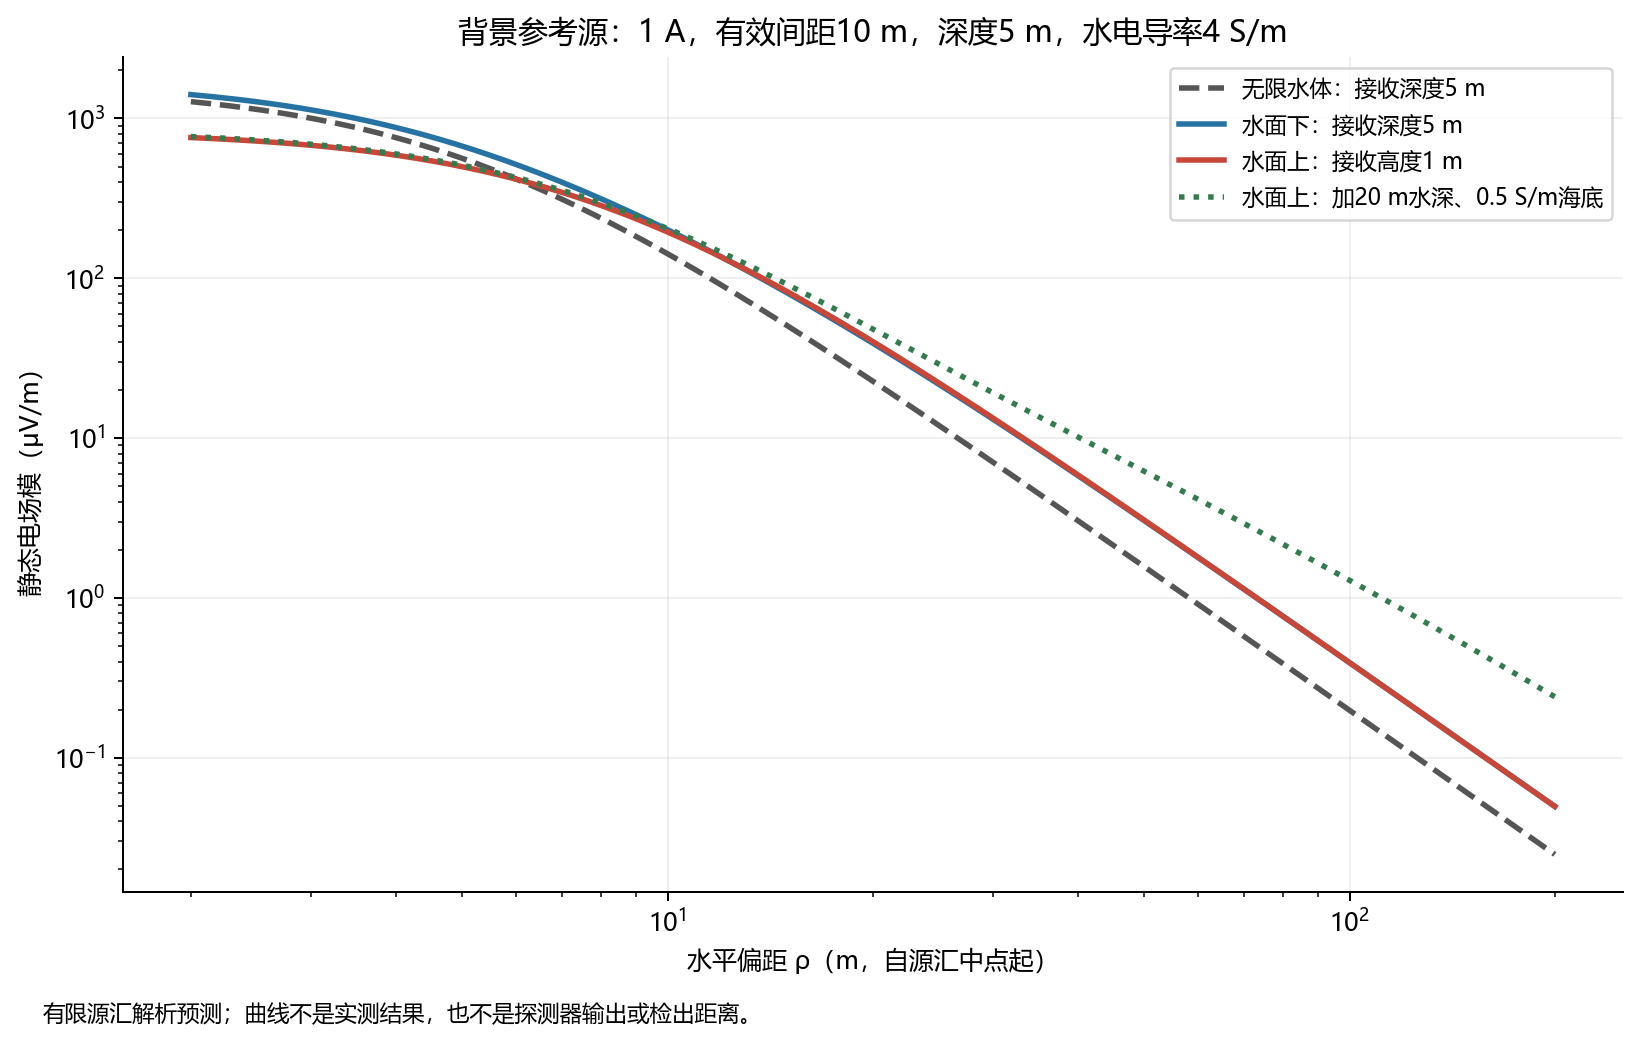 背景参考源：1 A，有效间距10 m，深度5 m，水电导率4 S/m
无限水体：接收深度5 m
水面下：接收深度5 m
水面上：接收高度1 m
水面上：加20 m水深、0.5 S/m海底
静态电场模（μV/m）
10³
10²
10¹
10⁰
10⁻¹
10¹
10²
水平偏距 ρ（m，自源汇中点起）
有限源汇解析预测；曲线不是实测结果，也不是探测器输出或检出距离。